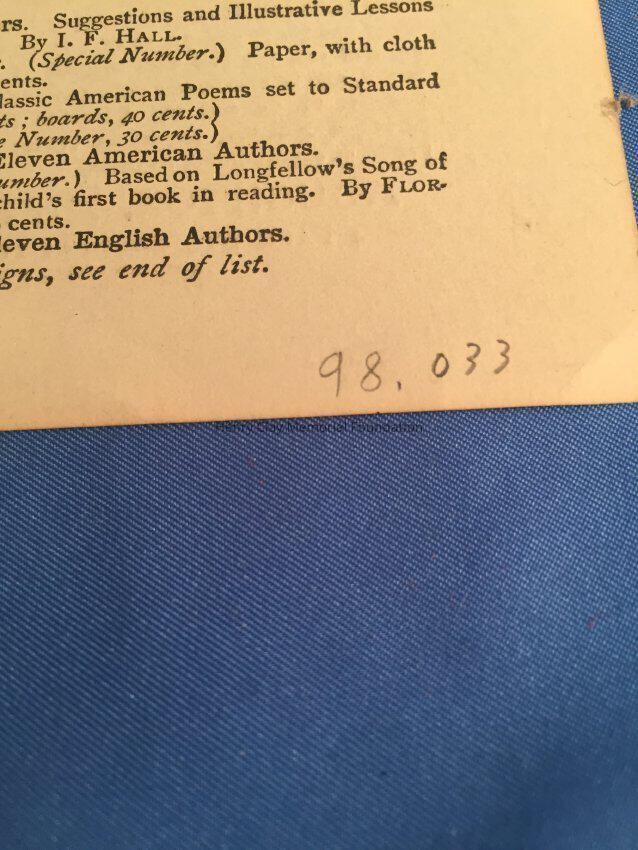 rs. Suggestions and Illustrative Lessons
. By I. F. HALL.
. (Special Number.) Paper, with cloth
ents.
lassic American Poems set to Standard
ts ; boards, 40 cents.)
e Number, 30 cents.)
Eleven American Authors.
umber.) Based on Longfellow's Song of
child's first book in reading. By FLOR-
cents.
leven English Authors.
igns, see end of list.
98.033
Henry Clay Memorial Foundation